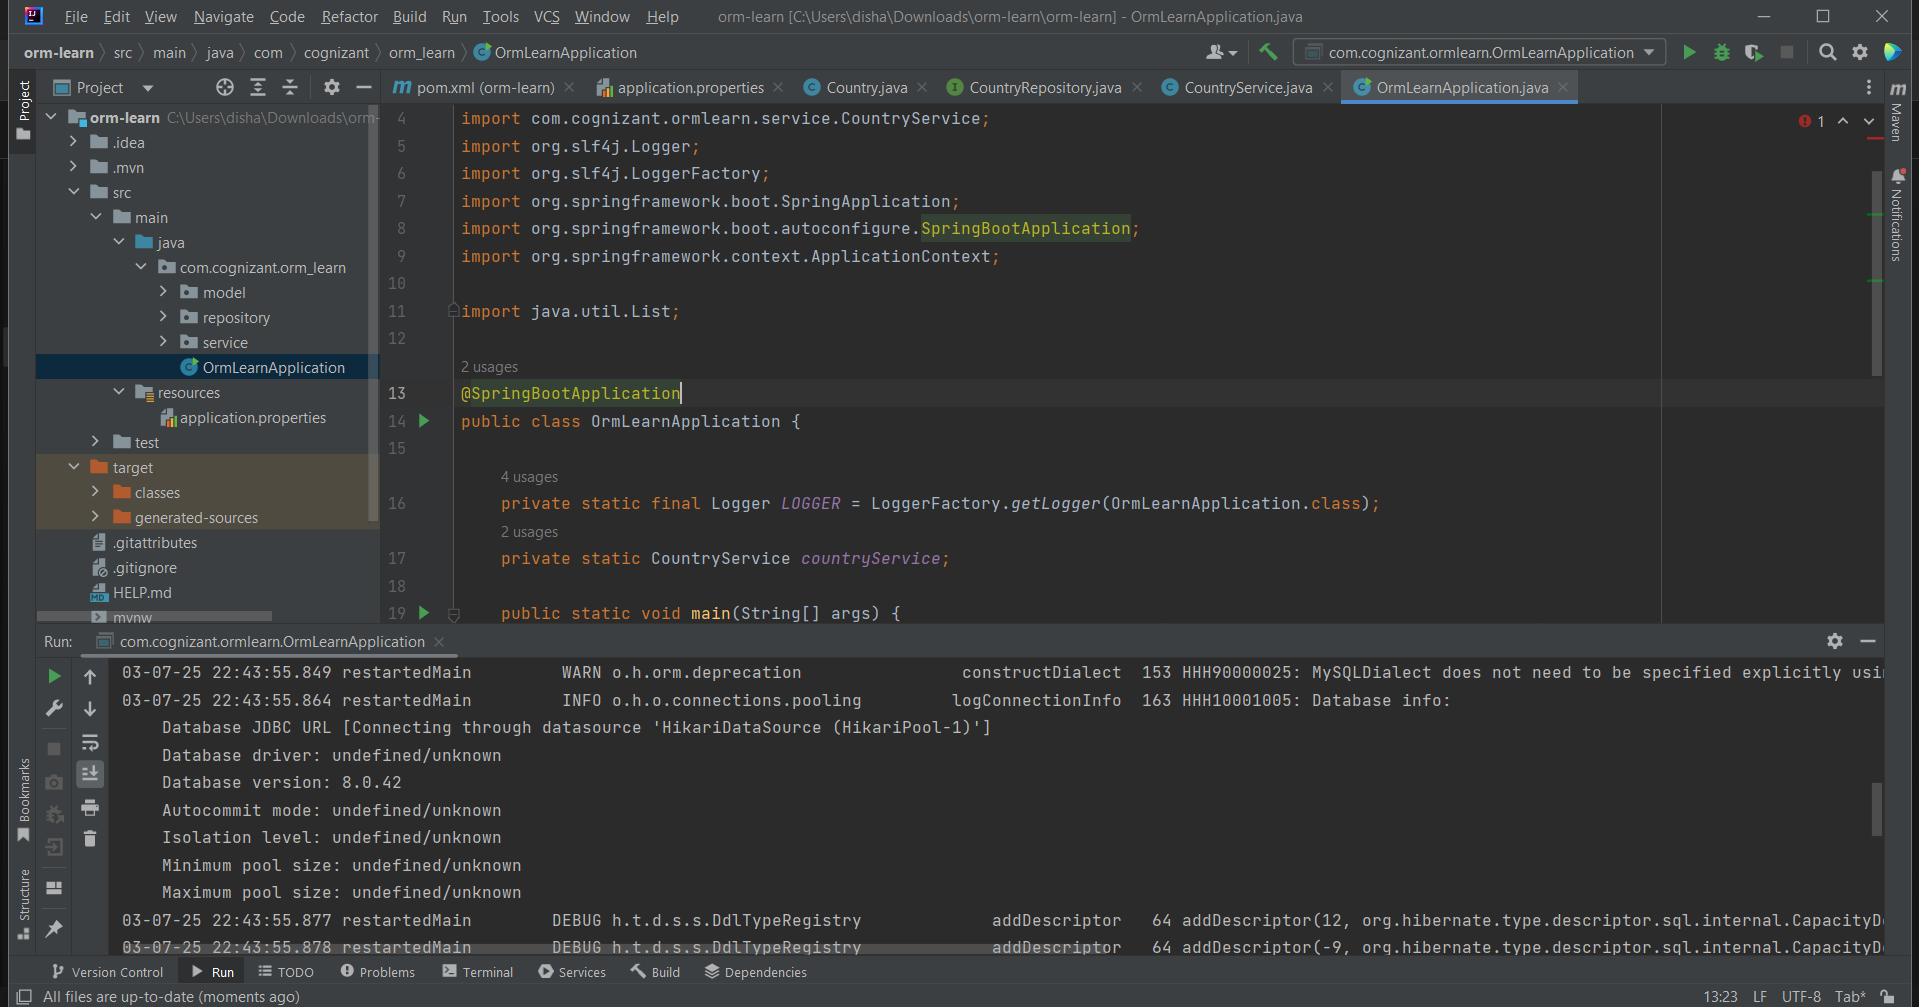 File Edit View Navigate Code Refactor Build Run Tools VCS Window Help orm-learn [C:\Users\disha\Downloads\orm-learn\orm-learn] - OrmLearnApplication.java
orm-learn src main java com cognizant orm_learn OrmLearnApplication com.cognizant.ormlearn.OrmLearnApplication
Project pom.xml (orm-learn) application.properties Country.java CountryRepository.java CountryService.java OrmLearnApplication.java
Project
orm-learn C:\Users\disha\Downloads\orm-
.idea
.mvn
src
main
java
com.cognizant.orm_learn
model
repository
service
OrmLearnApplication
resources
application.properties
test
target
classes
generated-sources
.gitattributes
.gitignore
HELP.md
mvnw
4 import com.cognizant.ormlearn.service.CountryService;
5 import org.slf4j.Logger;
6 import org.slf4j.LoggerFactory;
7 import org.springframework.boot.SpringApplication;
8 import org.springframework.boot.autoconfigure.SpringBootApplication;
9 import org.springframework.context.ApplicationContext;
10
11 import java.util.List;
12
2 usages
13 @SpringBootApplication
14 public class OrmLearnApplication {
15
4 usages
16 private static final Logger LOGGER = LoggerFactory.getLogger(OrmLearnApplication.class);
2 usages
17 private static CountryService countryService;
18
19 public static void main(String[] args) {
1
Maven
Notifications
Run: com.cognizant.ormlearn.OrmLearnApplication
03-07-25 22:43:55.849 restartedMain WARN o.h.orm.deprecation constructDialect 153 HHH90000025: MySQLDialect does not need to be specified explicitly usi
03-07-25 22:43:55.864 restartedMain INFO o.h.o.connections.pooling logConnectionInfo 163 HHH10001005: Database info:
Database JDBC URL [Connecting through datasource 'HikariDataSource (HikariPool-1)']
Database driver: undefined/unknown
Database version: 8.0.42
Autocommit mode: undefined/unknown
Isolation level: undefined/unknown
Minimum pool size: undefined/unknown
Maximum pool size: undefined/unknown
03-07-25 22:43:55.877 restartedMain DEBUG h.t.d.s.s.DdlTypeRegistry addDescriptor 64 addDescriptor(12, org.hibernate.type.descriptor.sql.internal.CapacityD
03-07-25 22:43:55.878 restartedMain DEBUG h.t.d.s.s.DdlTypeRegistry addDescriptor 64 addDescriptor(-9, org.hibernate.type.descriptor.sql.internal.CapacityD
Bookmarks
Structure
Version Control Run TODO Problems Terminal Services Build Dependencies
All files are up-to-date (moments ago) 13:23 LF UTF-8 Tab*